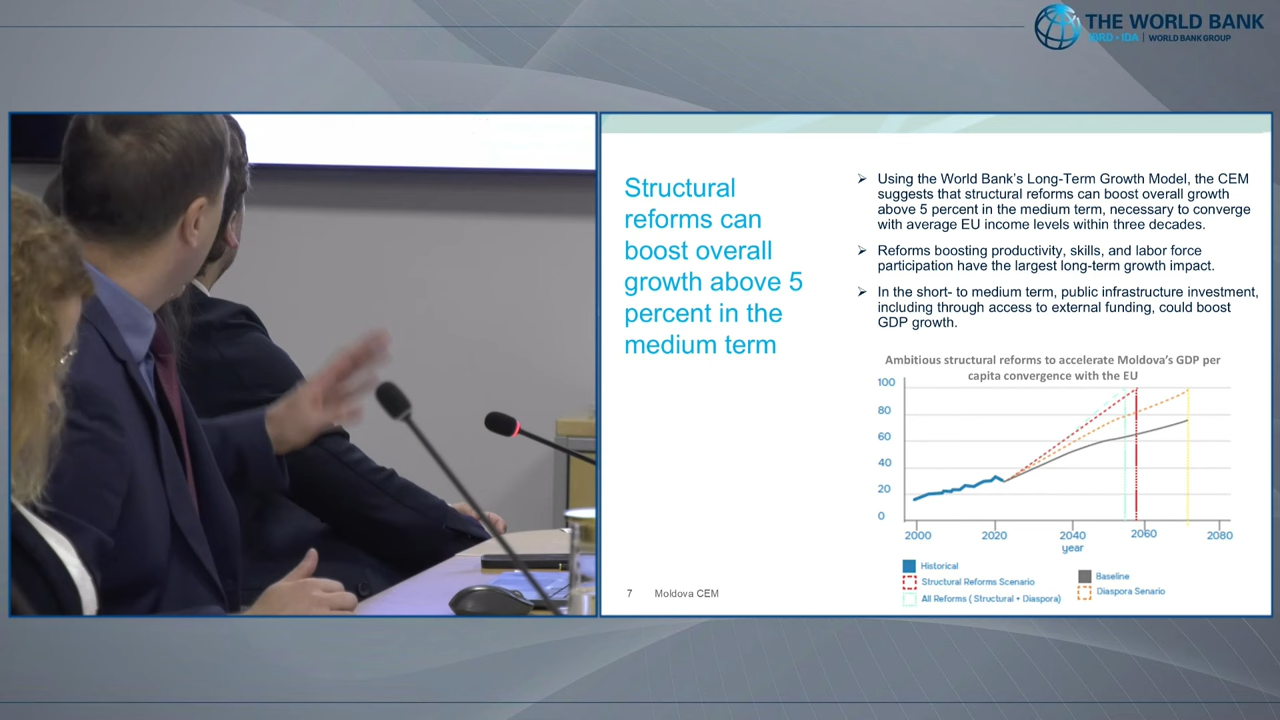 THE WORLD BANK
IBRD • IDA | WORLD BANK GROUP
Structural
reforms can
boost overall
growth above 5
percent in the
medium term
➢ Using the World Bank's Long-Term Growth Model, the CEM
suggests that structural reforms can boost overall growth
above 5 percent in the medium term, necessary to converge
with average EU income levels within three decades.
➢ Reforms boosting productivity, skills, and labor force
participation have the largest long-term growth impact.
➢ In the short- to medium term, public infrastructure investment,
including through access to external funding, could boost
GDP growth.
Ambitious structural reforms to accelerate Moldova's GDP per
capita convergence with the EU
100
80
60
40
20
0
2000 2020 2040 2060 2080
year
Historical
Structural Reforms Scenario
All Reforms ( Structural + Diaspora)
Baseline
Diaspora Senario
7 Moldova CEM